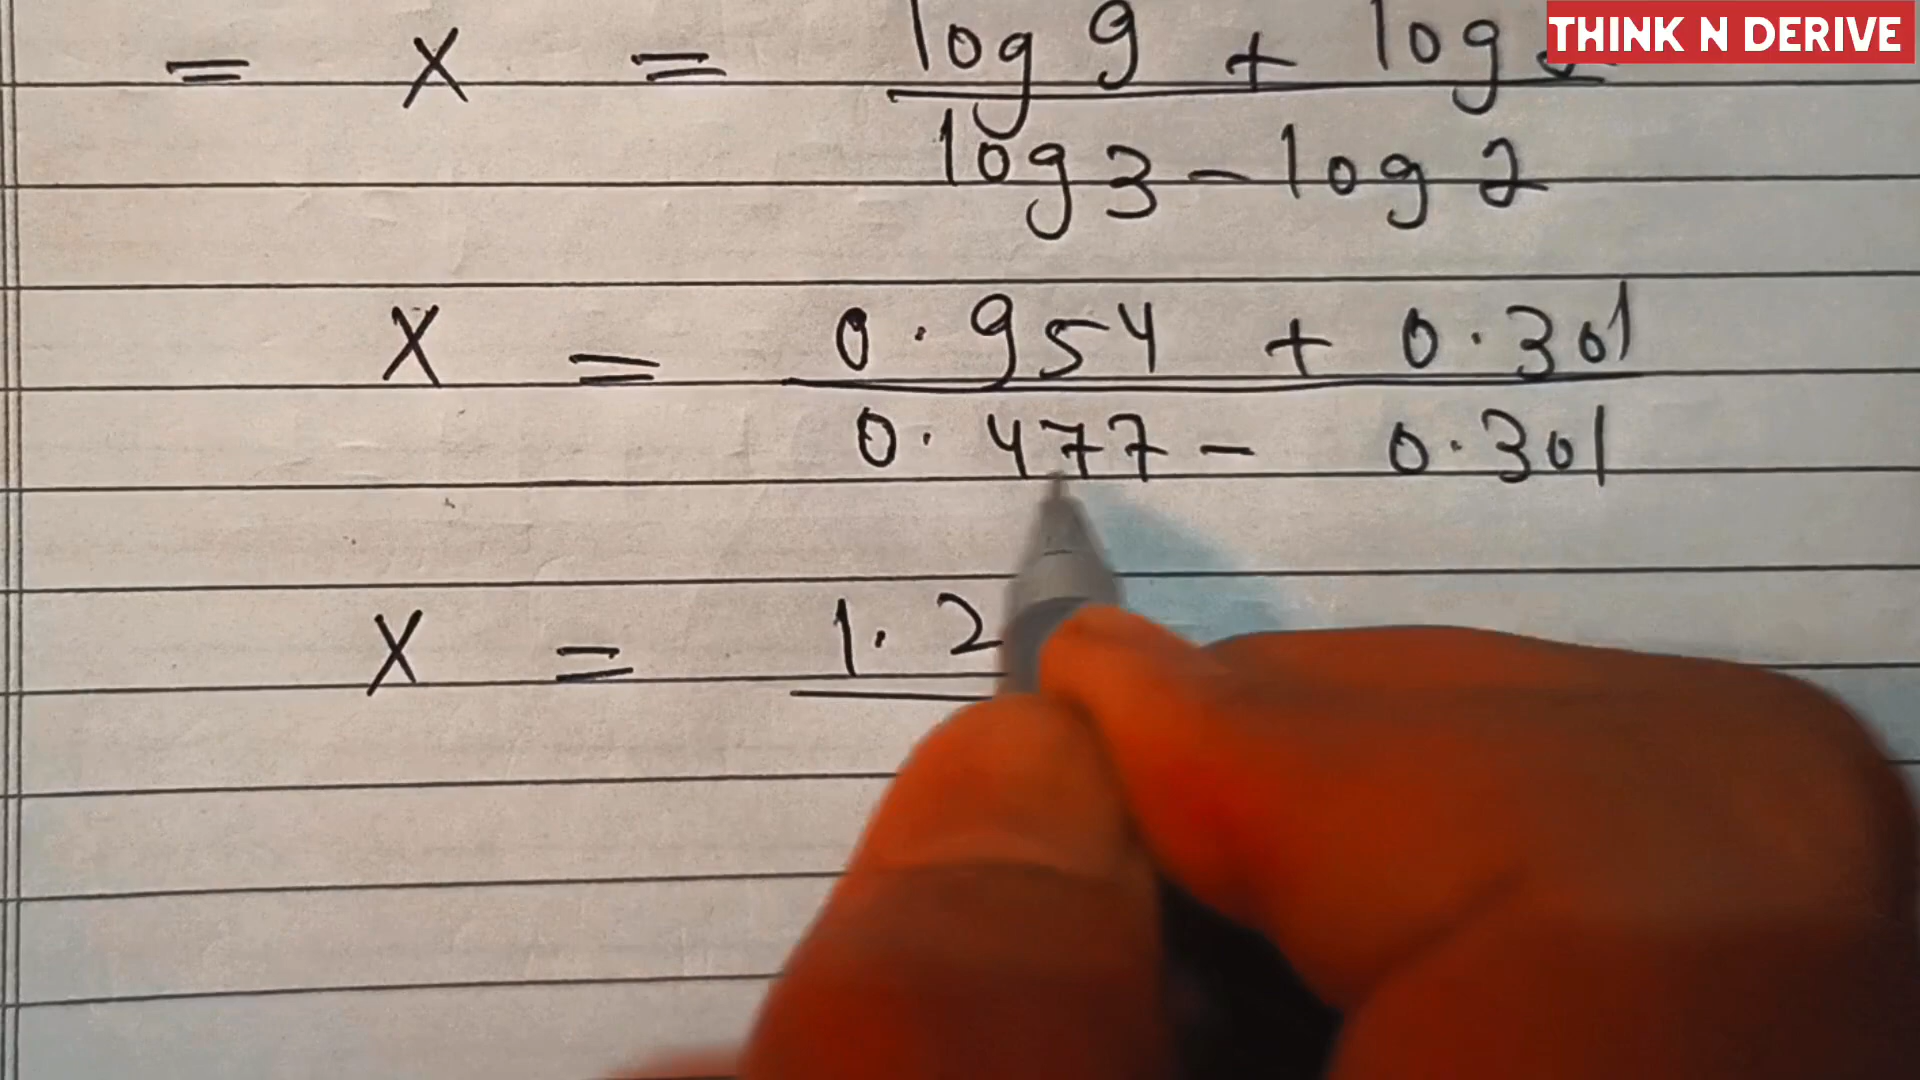 THINK N DERIVE
= X = log 9 + log
log 3 - log 2
X = 0.954 + 0.301
0.477 - 0.301
X = 1.2